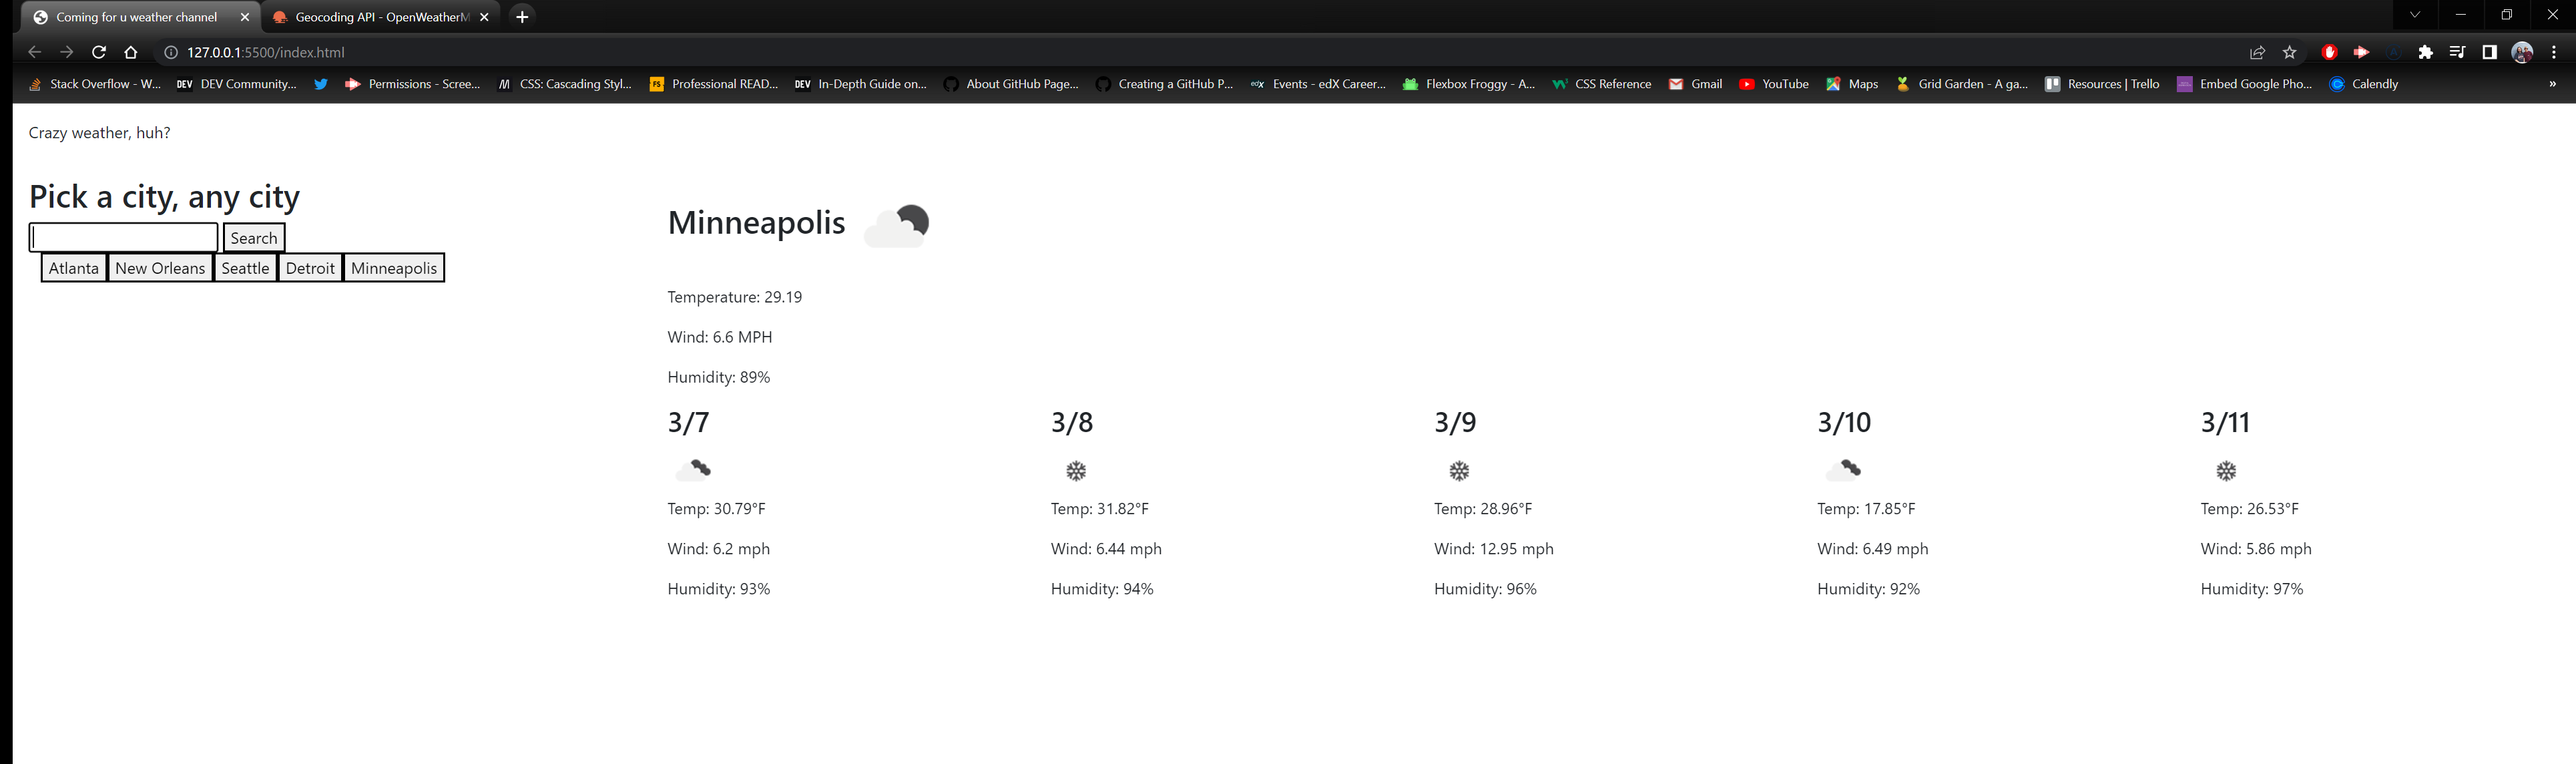 Coming for u weather channel
Geocoding API - OpenWeatherM
127.0.0.1:5500/index.html
Stack Overflow - W... DEV DEV Community... Permissions - Scree... CSS: Cascading Styl... FS Professional READ... DEV In-Depth Guide on... About GitHub Page... Creating a GitHub P... edX Events - edX Career... Flexbox Froggy - A... CSS Reference Gmail YouTube Maps Grid Garden - A ga... Resources | Trello Embed Google Pho... Calendly »
Crazy weather, huh?
Pick a city, any city
Search
Atlanta New Orleans Seattle Detroit Minneapolis
Minneapolis
Temperature: 29.19
Wind: 6.6 MPH
Humidity: 89%
3/7
Temp: 30.79°F
Wind: 6.2 mph
Humidity: 93%
3/8
Temp: 31.82°F
Wind: 6.44 mph
Humidity: 94%
3/9
Temp: 28.96°F
Wind: 12.95 mph
Humidity: 96%
3/10
Temp: 17.85°F
Wind: 6.49 mph
Humidity: 92%
3/11
Temp: 26.53°F
Wind: 5.86 mph
Humidity: 97%